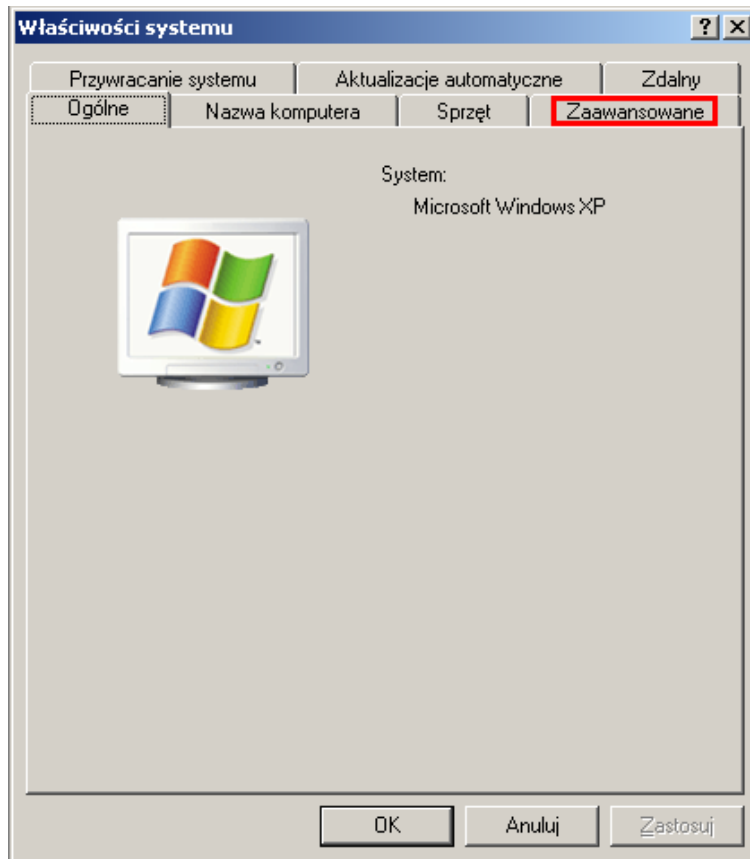 Właściwości systemu
Przywracanie systemu Aktualizacje automatyczne Zdalny
Ogólne Nazwa komputera Sprzęt Zaawansowane
System:
Microsoft Windows XP
OK Anuluj Zastosuj